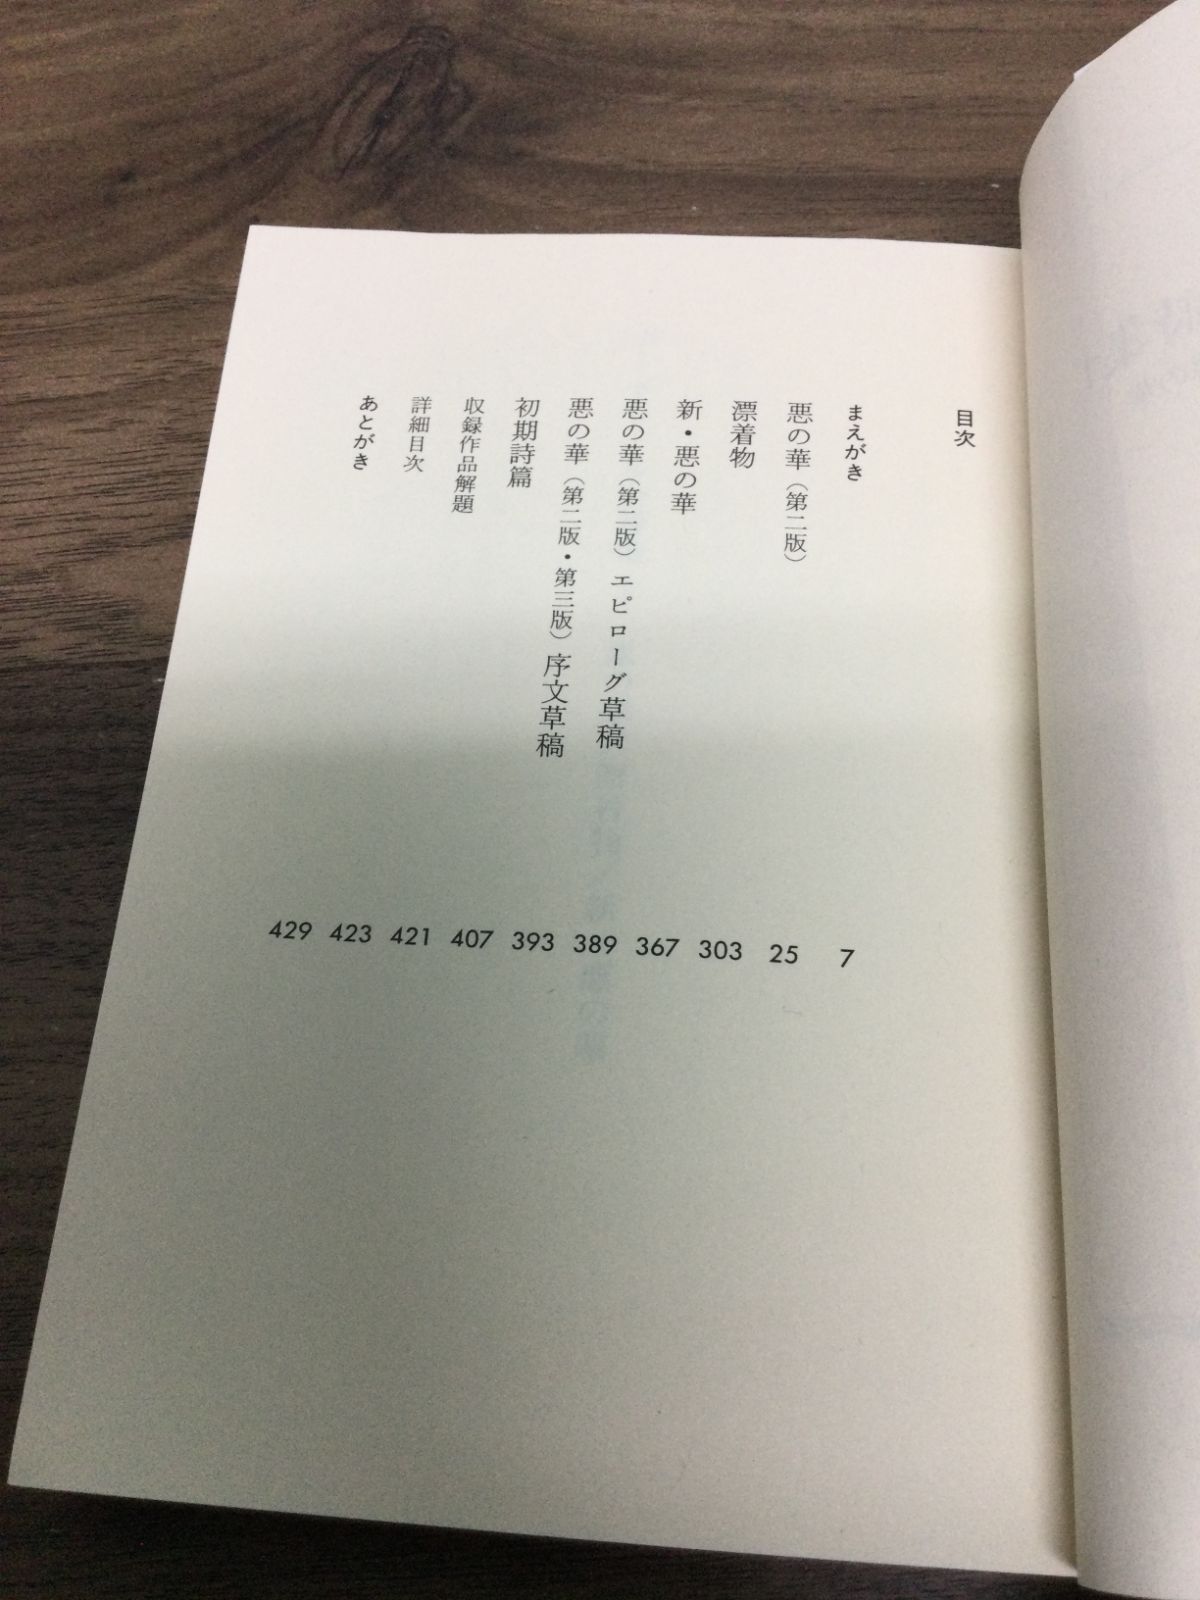 目次
まえがき 7
悪の華（第二版） 25
漂着物 303
新・悪の華 367
悪の華（第二版）エピローグ草稿 389
悪の華（第二版・第三版）序文草稿 393
初期詩篇 407
収録作品解題 421
詳細目次 423
あとがき 429